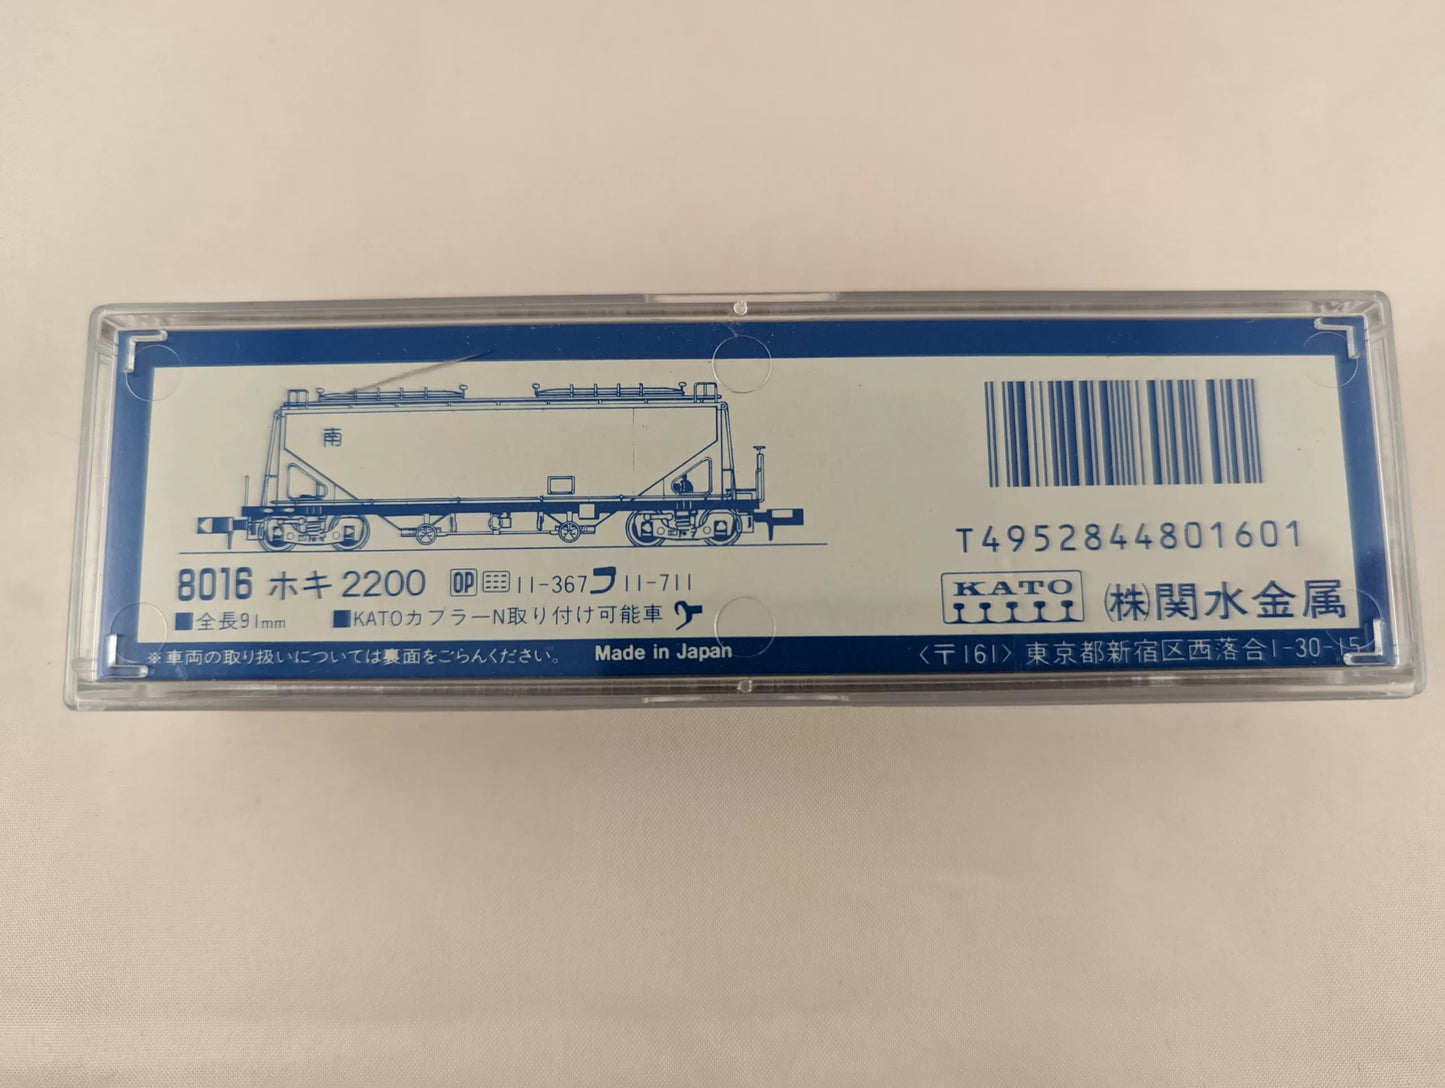 南
T4952844801601
8016 ホキ 2200 OP 11-367 11-711
■全長91mm ■KATOカプラーN取り付け可能車
KATO (株)関水金属
※車両の取り扱いについては裏面をごらんください。 Made in Japan 〈〒161〉東京都新宿区西落合1-30-15